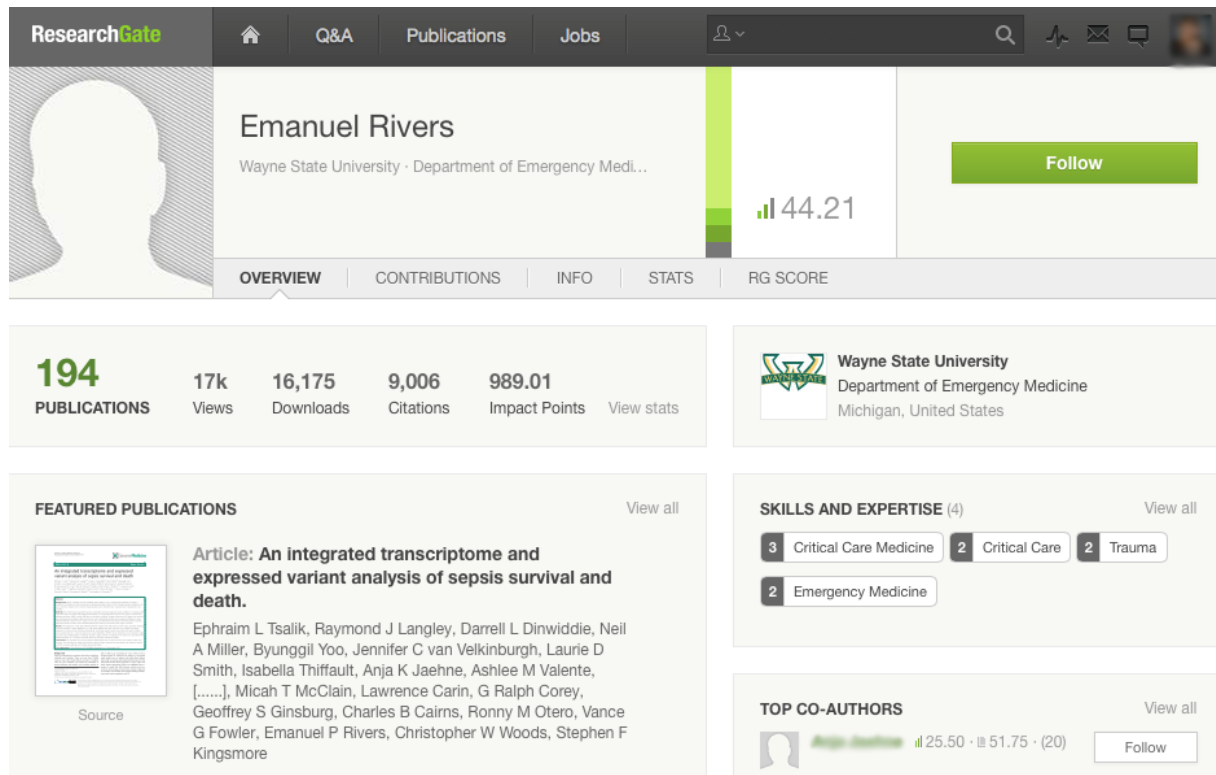 ResearchGate
Q&A
Publications
Jobs
Emanuel Rivers
Wayne State University · Department of Emergency Medi...
44.21
Follow
OVERVIEW
CONTRIBUTIONS
INFO
STATS
RG SCORE
194
PUBLICATIONS
17k
Views
16,175
Downloads
9,006
Citations
989.01
Impact Points
View stats
WAYNE STATE
Wayne State University
Department of Emergency Medicine
Michigan, United States
FEATURED PUBLICATIONS
View all
Article: An integrated transcriptome and
expressed variant analysis of sepsis survival and
death.
Ephraim L Tsalik, Raymond J Langley, Darrell L Dinwiddie, Neil
A Miller, Byunggil Yoo, Jennifer C van Velkinburgh, Laurie D
Smith, Isabella Thiffault, Anja K Jaehne, Ashlee M Valente,
[......], Micah T McClain, Lawrence Carin, G Ralph Corey,
Geoffrey S Ginsburg, Charles B Cairns, Ronny M Otero, Vance
G Fowler, Emanuel P Rivers, Christopher W Woods, Stephen F
Kingsmore
Source
SKILLS AND EXPERTISE (4)
View all
3 Critical Care Medicine
2 Critical Care
2 Trauma
2 Emergency Medicine
TOP CO-AUTHORS
View all
25.50 · 51.75 · (20)
Follow